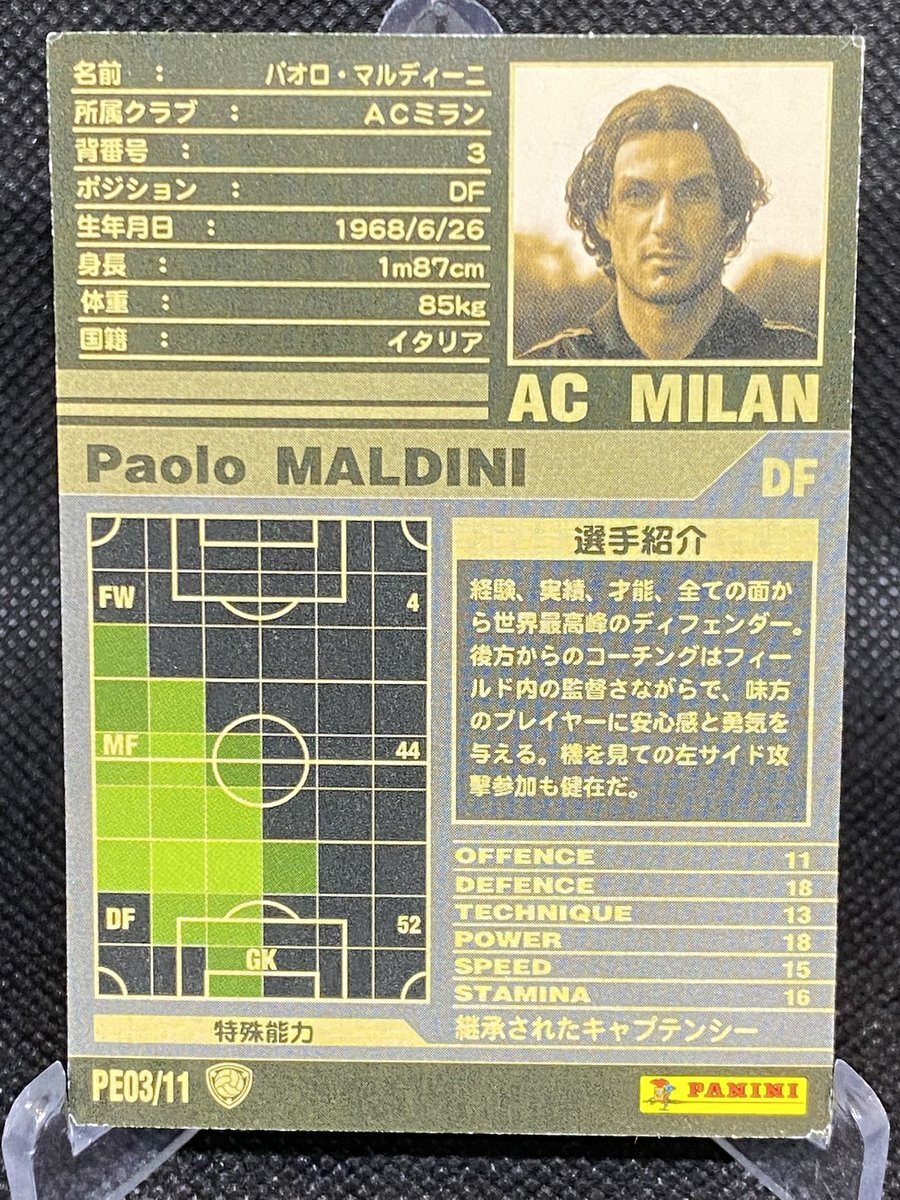 名前 : パオロ・マルディーニ
所属クラブ : ACミラン
背番号 : 3
ポジション : DF
生年月日 : 1968/6/26
身長 : 1m87cm
体重 : 85kg
国籍 : イタリア
AC MILAN
Paolo MALDINI
DF
FW 4
MF 44
DF 52
GK
選手紹介
経験、実績、才能、全ての面か
ら世界最高峰のディフェンダー。
後方からのコーチングはフィー
ルド内の監督さながらで、味方
のプレイヤーに安心感と勇気を
与える。機を見ての左サイド攻
撃参加も健在だ。
OFFENCE 11
DEFENCE 18
TECHNIQUE 13
POWER 18
SPEED 15
STAMINA 16
特殊能力 継承されたキャプテンシー
PE03/11
PANINI